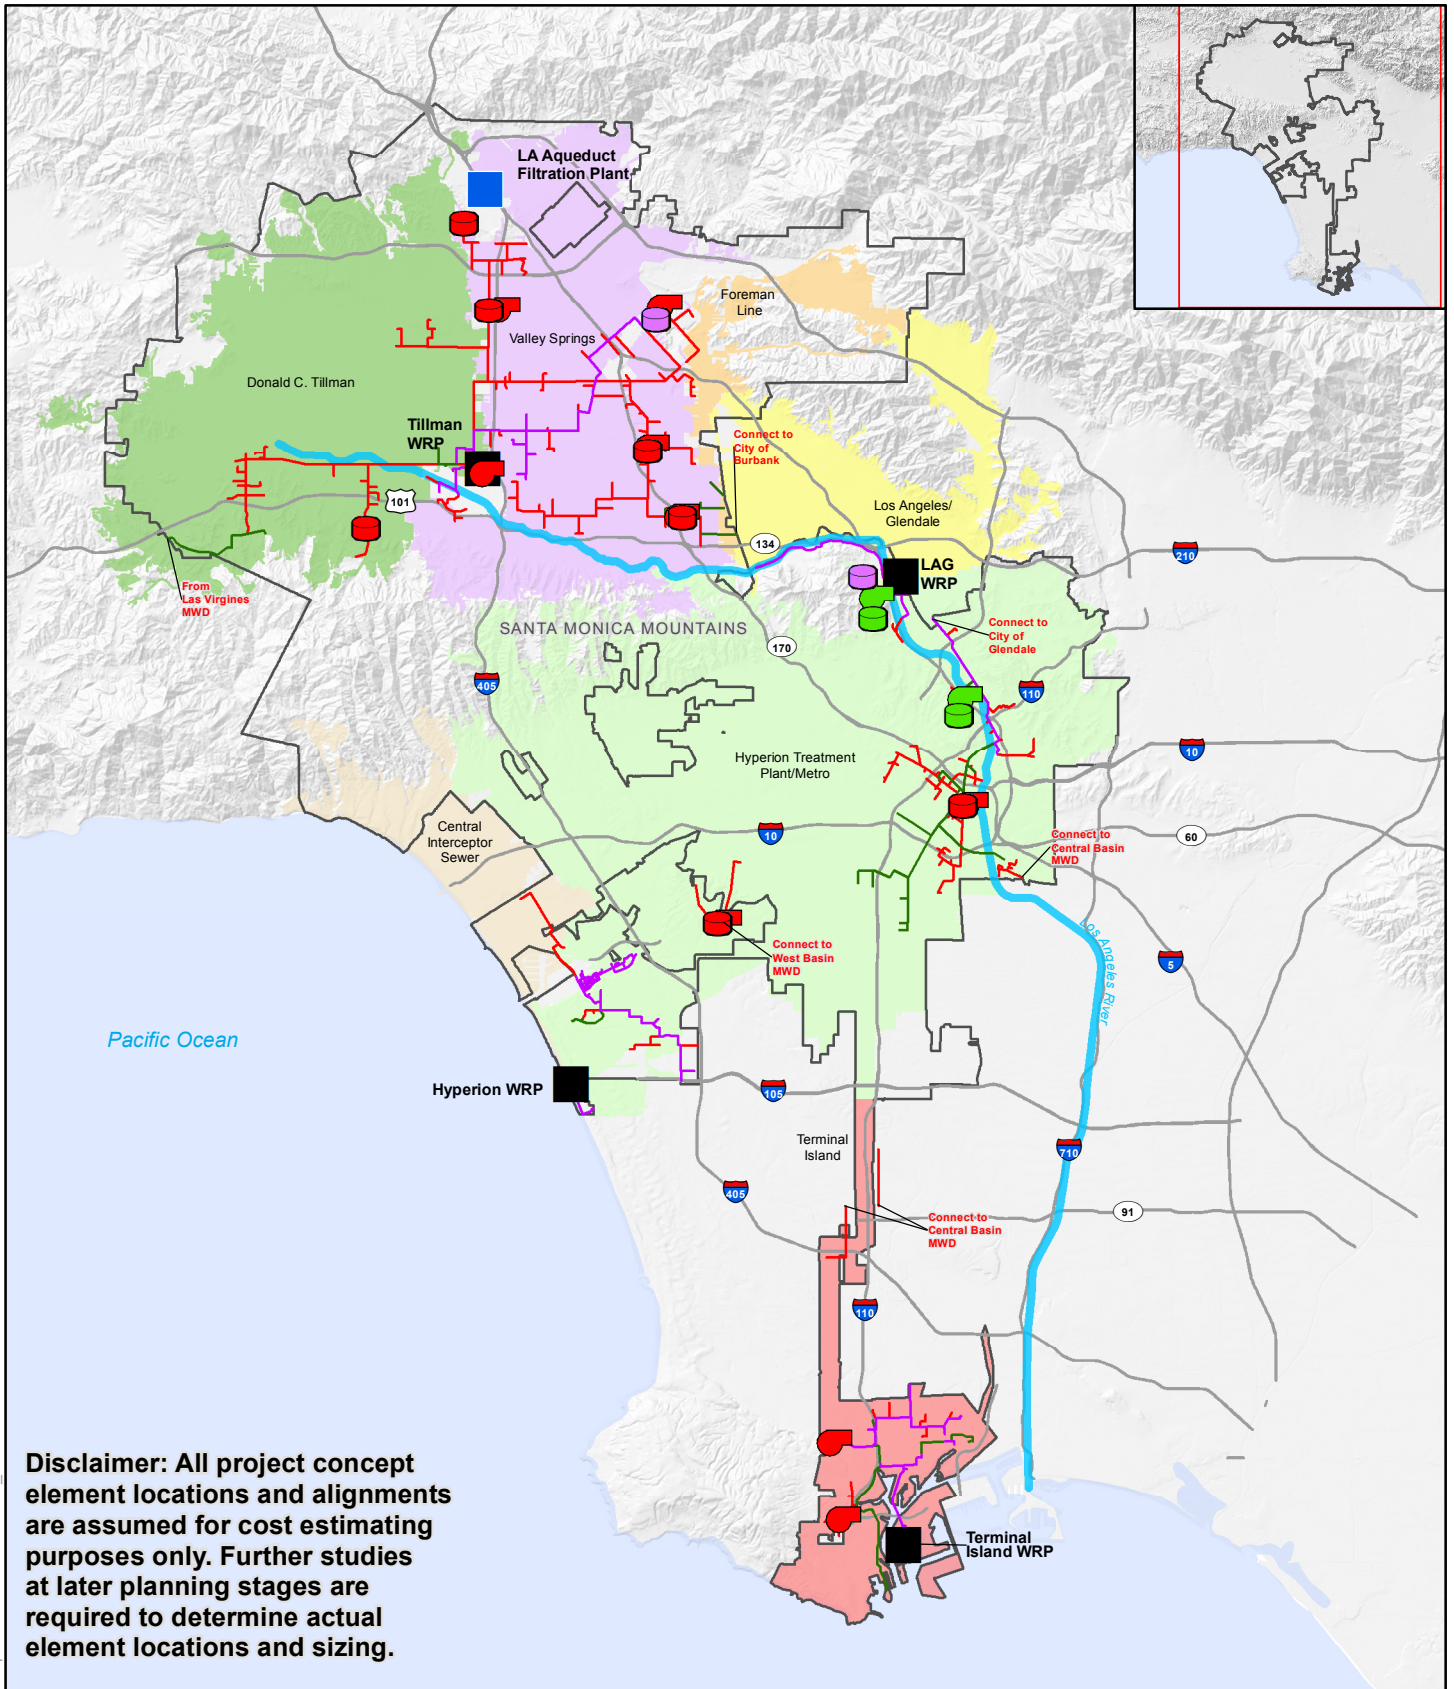 LA Aqueduct
Filtration Plant
Foreman
Line
Valley Springs
Donald C. Tillman
Tillman
WRP
Connect to
City of
Burbank
101
Los Angeles/
Glendale
134
210
LAG
WRP
From
Las Virgines
MWD
SANTA MONICA MOUNTAINS
Connect to
City of
Glendale
170
405
110
Hyperion Treatment
Plant/Metro
10
Central
Interceptor
Sewer
10
60
Connect to
Central Basin
MWD
Connect to
West Basin
MWD
Los Angeles River
5
Pacific Ocean
Hyperion WRP
105
Terminal
Island
710
405
91
Connect to
Central Basin
MWD
110
Terminal
Island WRP
Disclaimer: All project concept
element locations and alignments
are assumed for cost estimating
purposes only. Further studies
at later planning stages are
required to determine actual
element locations and sizing.